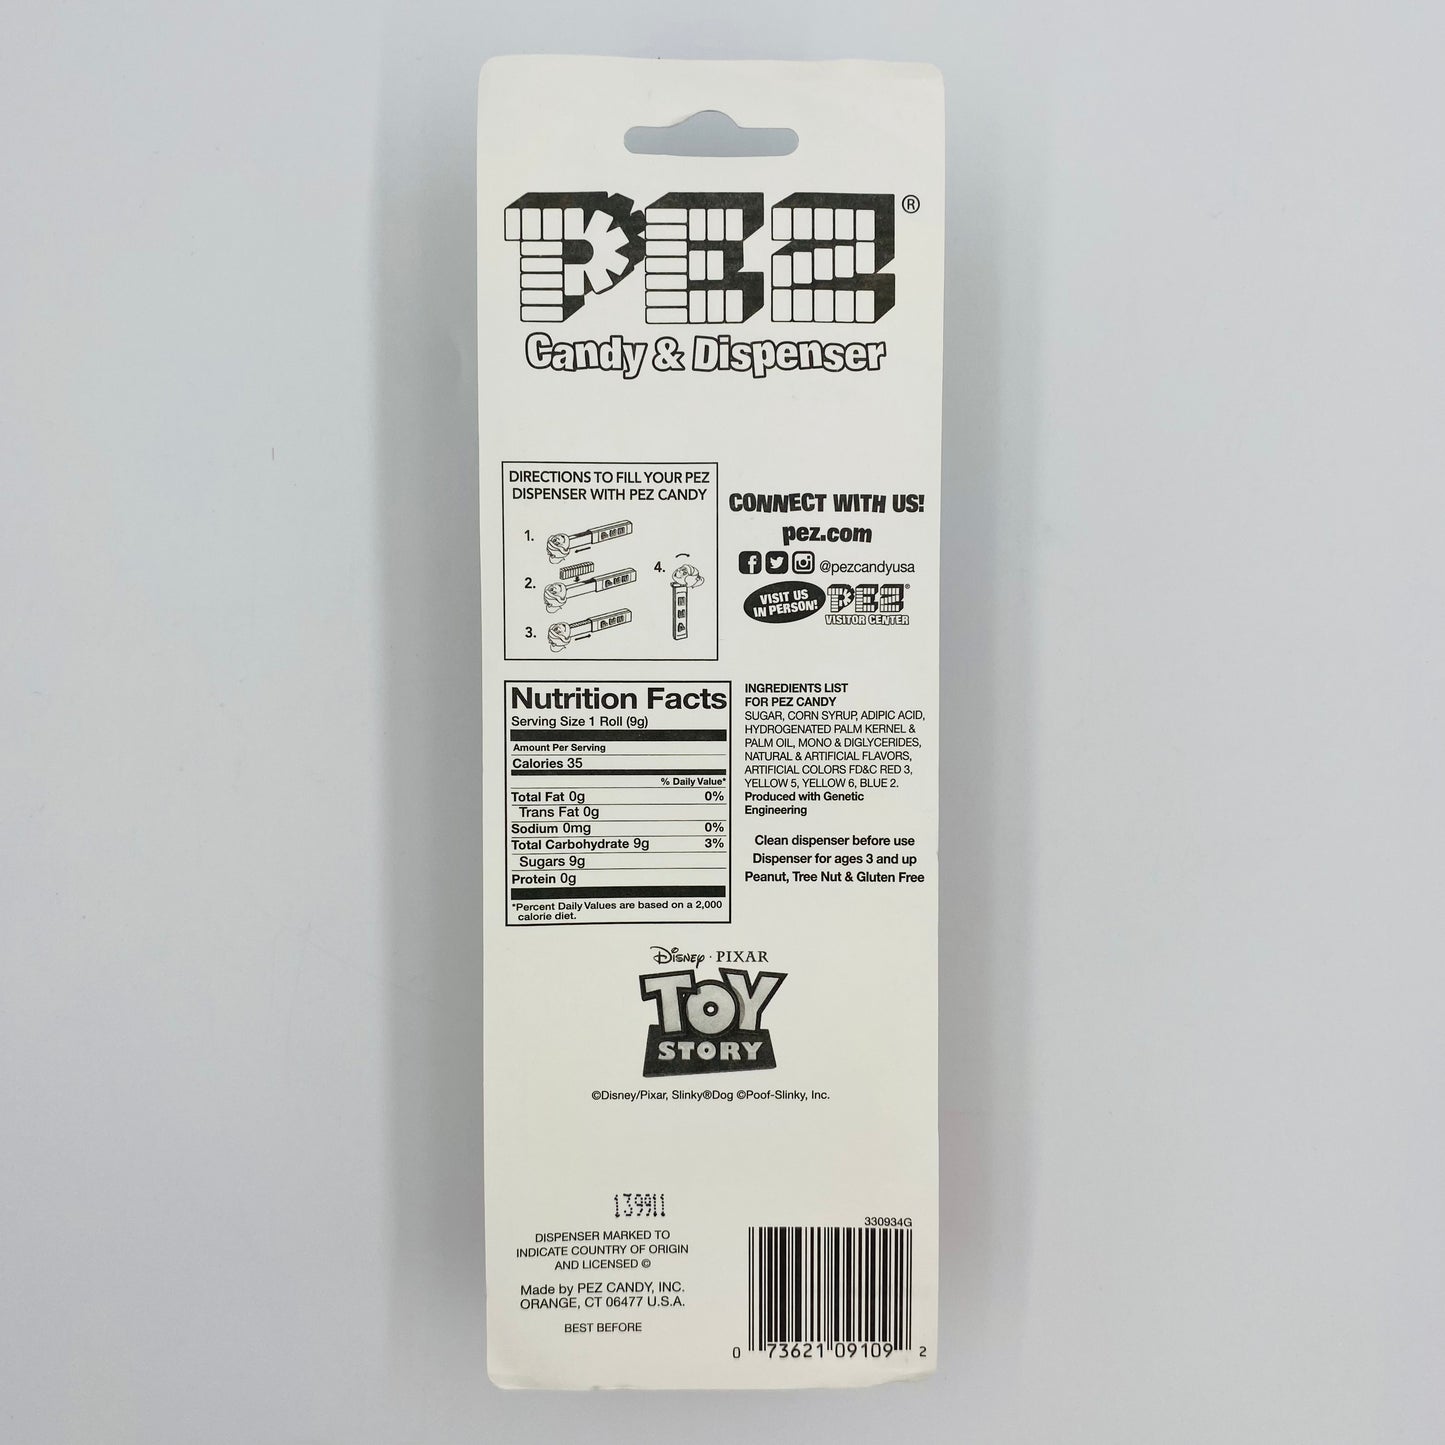 PEZ®
Candy & Dispenser
DIRECTIONS TO FILL YOUR PEZ
DISPENSER WITH PEZ CANDY
1.
2.
3.
4.
CONNECT WITH US!
pez.com
@pezcandyusa
VISIT US
IN PERSON!
PEZ®
VISITOR CENTER
Nutrition Facts
Serving Size 1 Roll (9g)
Amount Per Serving
Calories 35
% Daily Value*
Total Fat 0g 0%
Trans Fat 0g
Sodium 0mg 0%
Total Carbohydrate 9g 3%
Sugars 9g
Protein 0g
*Percent Daily Values are based on a 2,000
calorie diet.
INGREDIENTS LIST
FOR PEZ CANDY
SUGAR, CORN SYRUP, ADIPIC ACID,
HYDROGENATED PALM KERNEL &
PALM OIL, MONO & DIGLYCERIDES,
NATURAL & ARTIFICIAL FLAVORS,
ARTIFICIAL COLORS FD&C RED 3,
YELLOW 5, YELLOW 6, BLUE 2.
Produced with Genetic
Engineering
Clean dispenser before use
Dispenser for ages 3 and up
Peanut, Tree Nut & Gluten Free
Disney · PIXAR
TOY
STORY
©Disney/Pixar, Slinky®Dog ©Poof-Slinky, Inc.
139911
DISPENSER MARKED TO
INDICATE COUNTRY OF ORIGIN
AND LICENSED ©
Made by PEZ CANDY, INC.
ORANGE, CT 06477 U.S.A.
BEST BEFORE
330934G
0 73621 09109 2